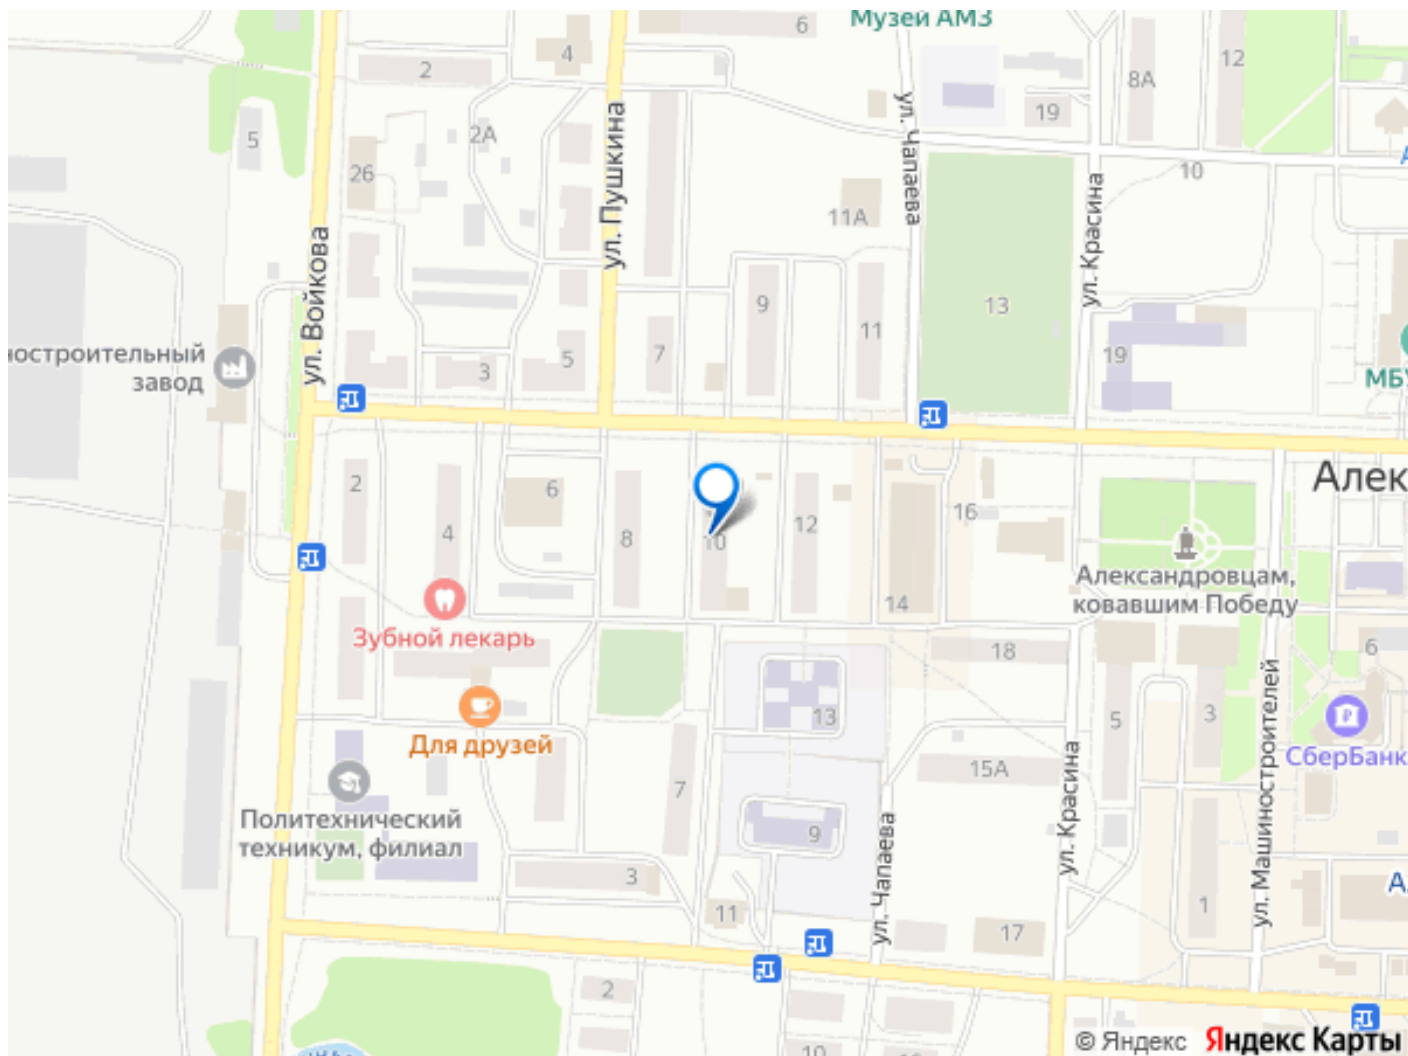 Музей АМЗ
6
4
2
12
8А
19
5
2А
ул. Чапаева
ул. Пушкина
26
10
11А
ул. Красина
ул. Войкова
9
13
11
7
5
3
19
ностроительный
завод
МБУ
2
6
4
8
10
12
16
14
Алек
Александровцам,
ковавшим Победу
Зубной лекарь
18
6
13
5
3
Для друзей
СберБанк
7
15А
Политехнический
техникум, филиал
9
ул. Чапаева
ул. Красина
ул. Машиностроителей
3
11
17
1
2
10
© Яндекс
Яндекс Карты